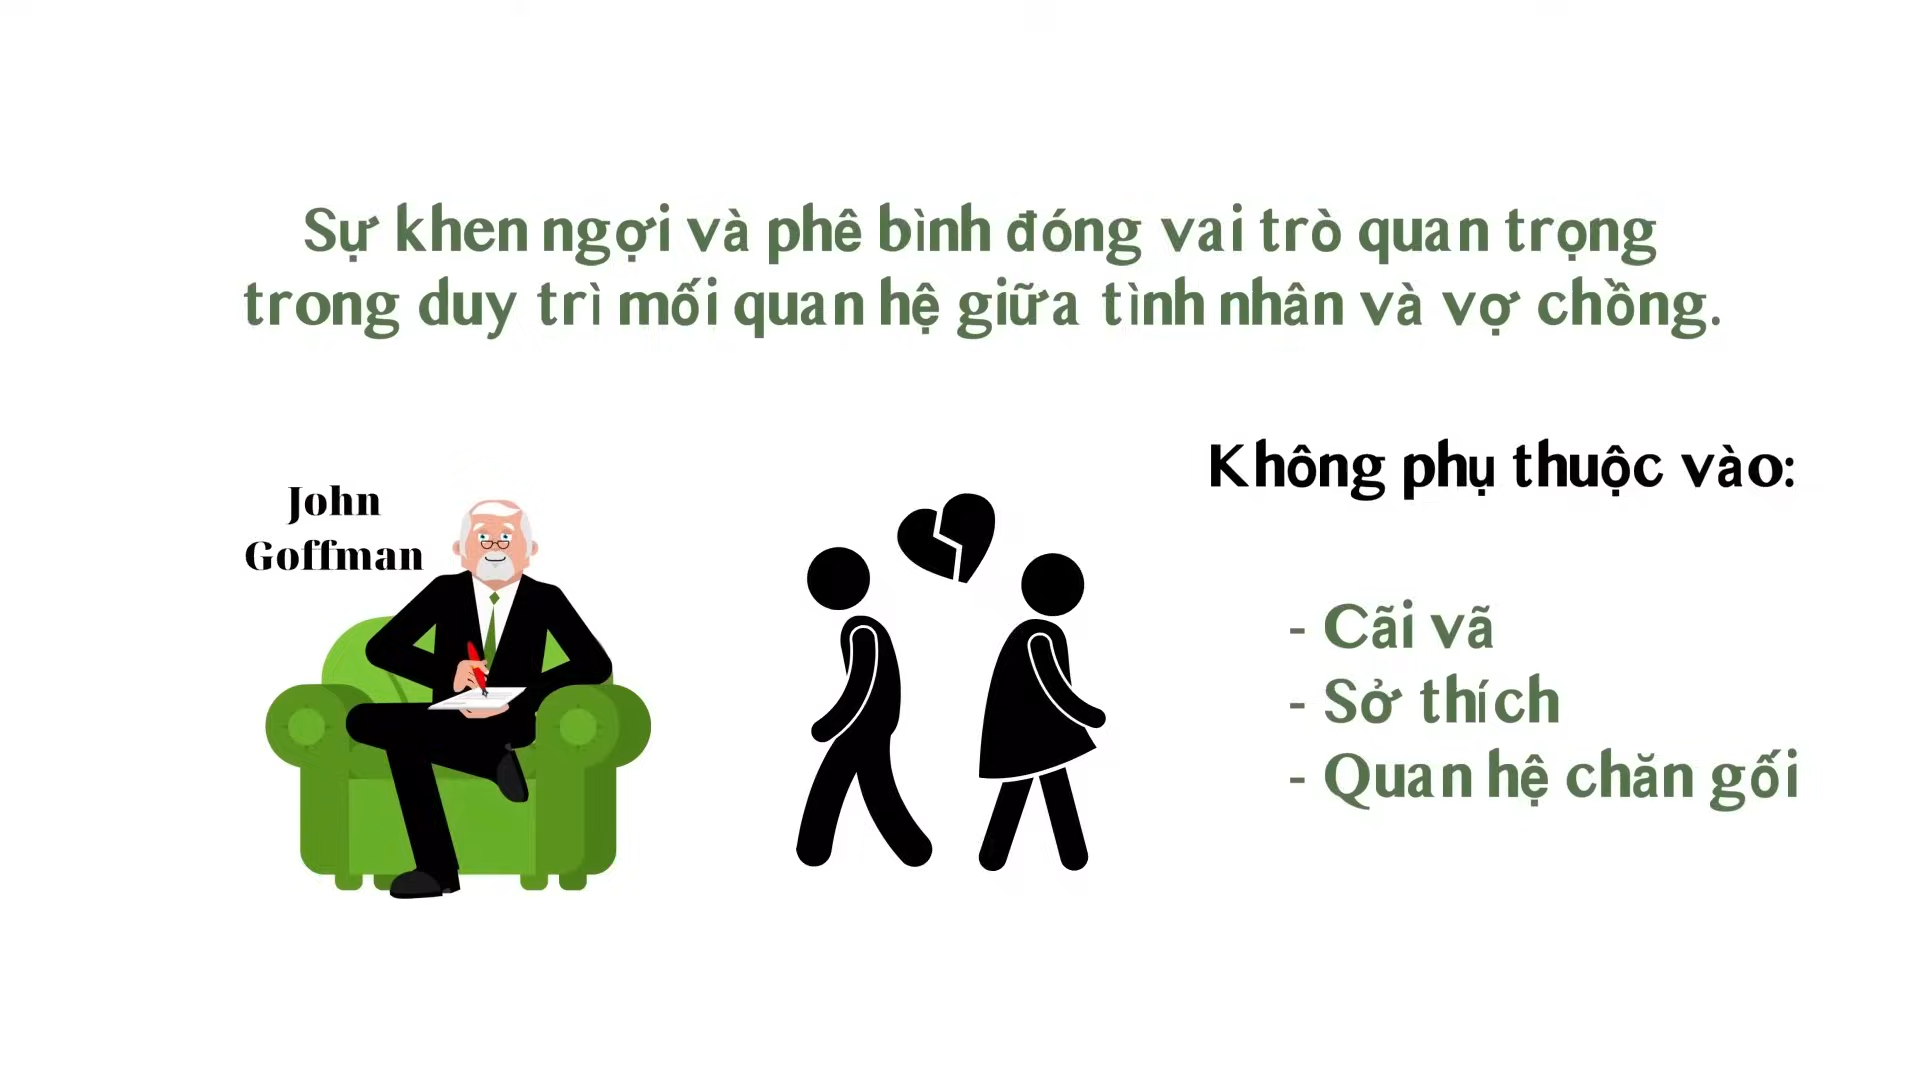 Sự khen ngợi và phê bình đóng vai trò quan trọng
trong duy trì mối quan hệ giữa tình nhân và vợ chồng.
John
Goffman
Không phụ thuộc vào:
- Cãi vã
- Sở thích
- Quan hệ chăn gối